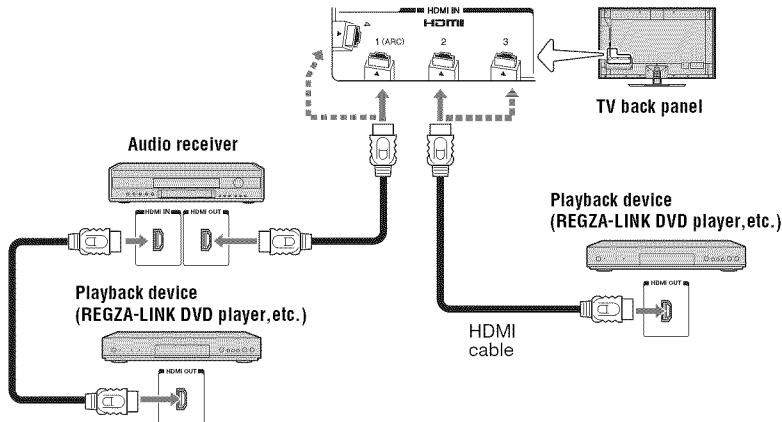 HDMI IN
HDMI
1 (ARC)
2
3
TV back panel
Audio receiver
HDMI IN
HDMI OUT
Playback device
(REGZA-LINK DVD player,etc.)
HDMI OUT
Playback device
(REGZA-LINK DVD player,etc.)
HDMI OUT
HDMI
cable